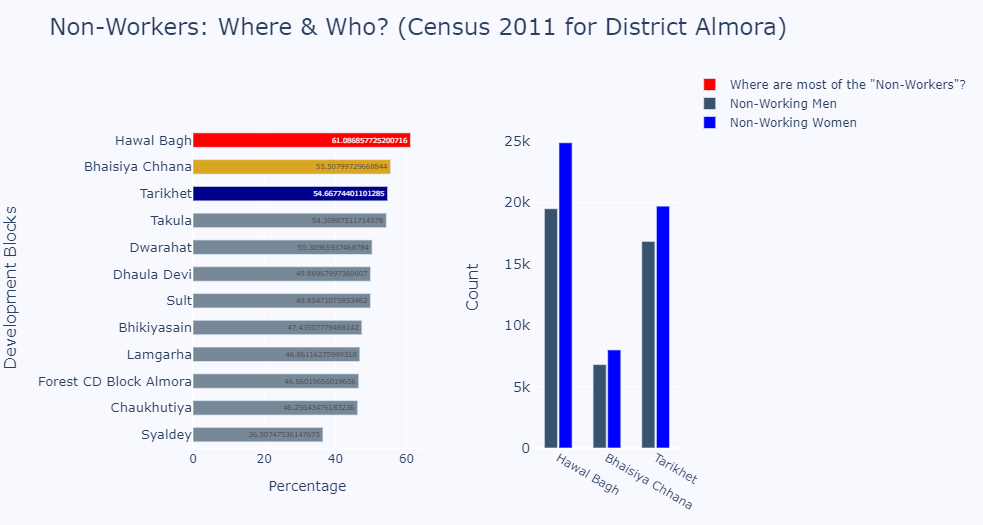 Non-Workers: Where & Who? (Census 2011 for District Almora)
Where are most of the "Non-Workers"?
Non-Working Men
Non-Working Women
Development Blocks
Hawal Bagh 61.086857725200716
Bhaisiya Chhana 55.50799729668844
Tarikhet 54.66774401101285
Takula 54.30987511714578
Dwarahat 50.30965937468784
Dhaula Devi 49.86967997360607
Sult 49.85471075853462
Bhikiyasain 47.43507778488142
Lamgarha 46.86116275949318
Forest CD Block Almora
Chaukhutiya 46.25643476183236
Syaldey 36.50747536147675
0 20 40 60
Percentage
Count
25k
20k
15k
10k
5k
0
Hawal Bagh
Bhaisiya Chhana
Tarikhet